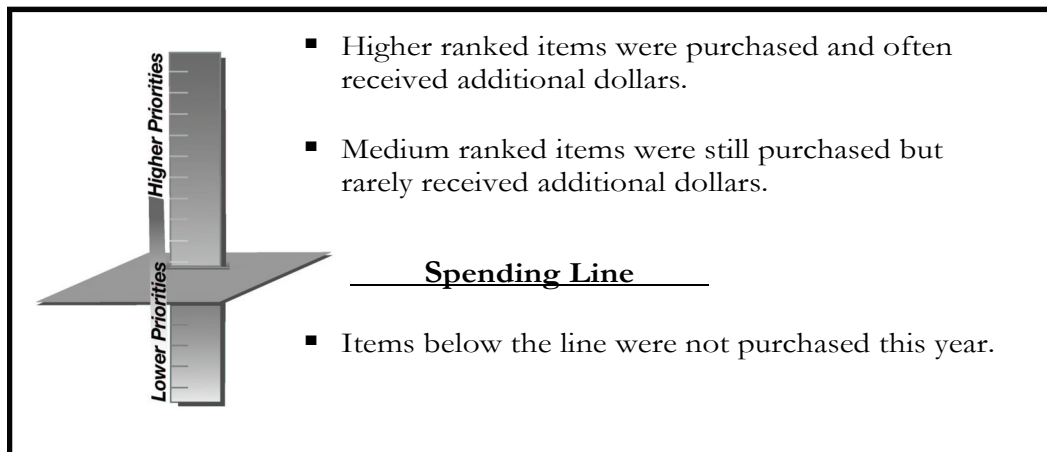 Higher Priorities
Lower Priorities
▪ Higher ranked items were purchased and often
received additional dollars.
▪ Medium ranked items were still purchased but
rarely received additional dollars.
Spending Line
▪ Items below the line were not purchased this year.